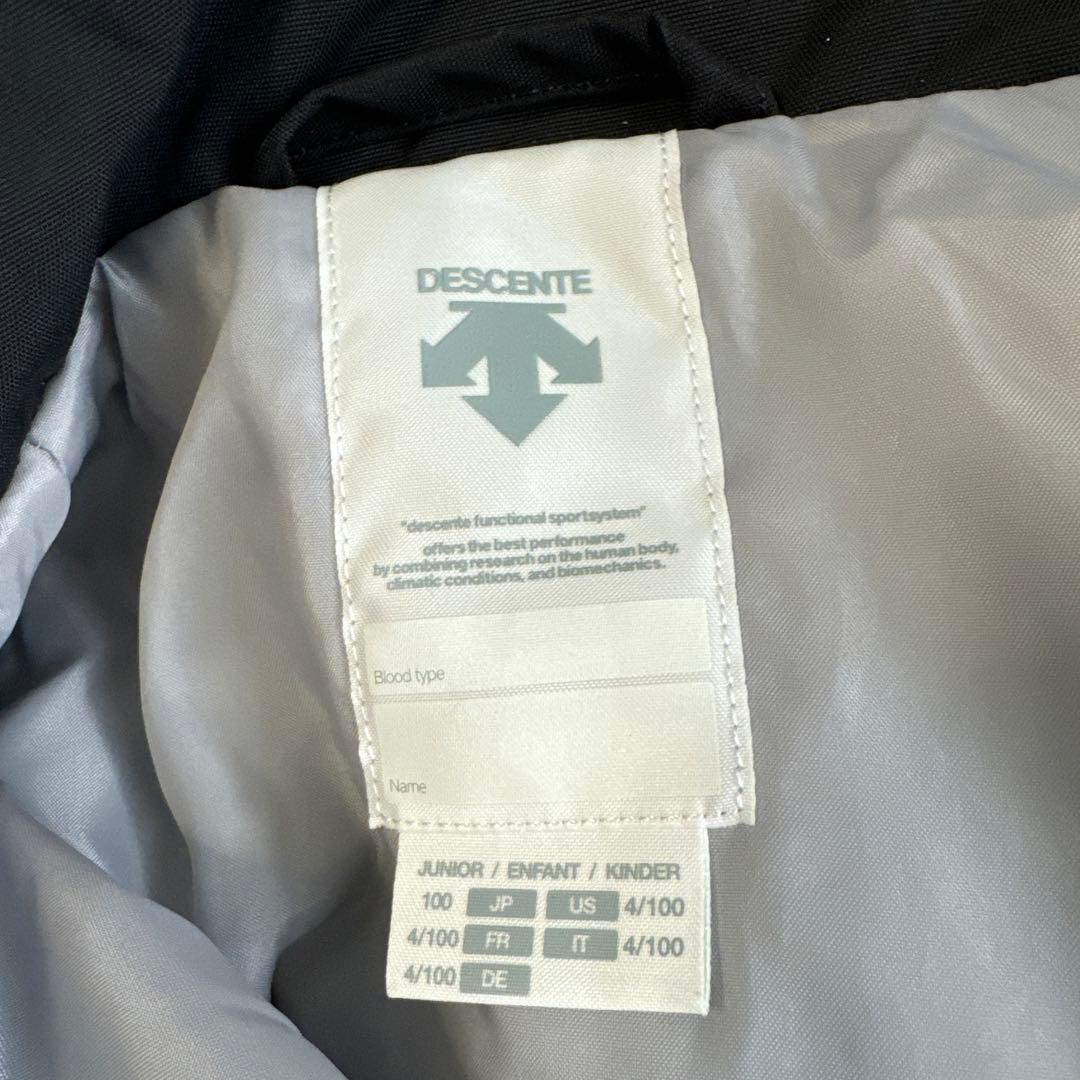 DESCENTE
"descente functional sportsystem"
offers the best performance
by combining research on the human body,
climatic conditions, and biomechanics.
Blood type
Name
JUNIOR / ENFANT / KINDER
100 JP US 4/100
4/100 FR IT 4/100
4/100 DE